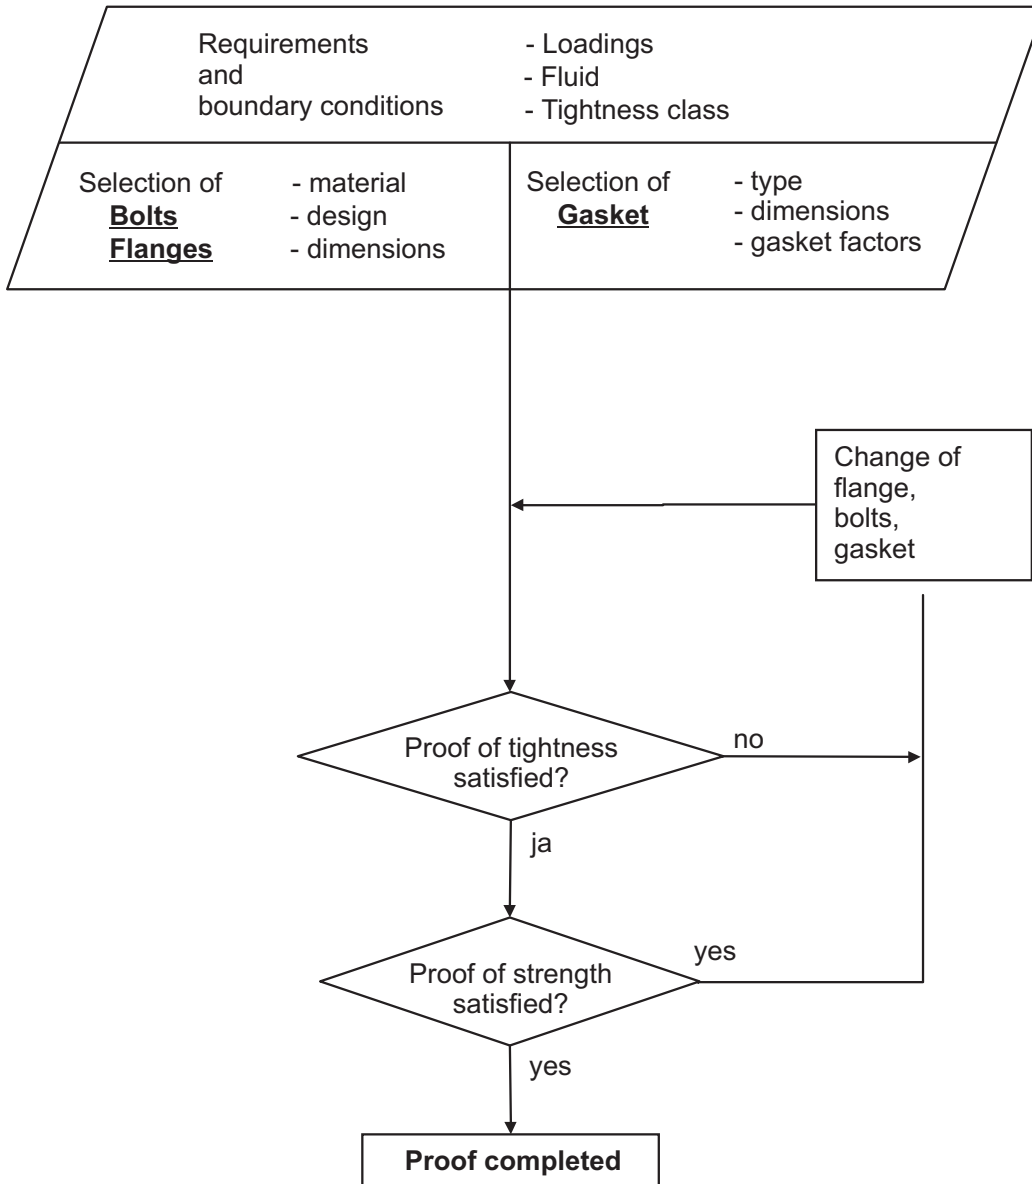 Requirements
and
boundary conditions
- Loadings
- Fluid
- Tightness class
Selection of
Bolts
Flanges
- material
- design
- dimensions
Selection of
Gasket
- type
- dimensions
- gasket factors
Change of
flange,
bolts,
gasket
Proof of tightness
satisfied?
no
ja
Proof of strength
satisfied?
yes
yes
Proof completed